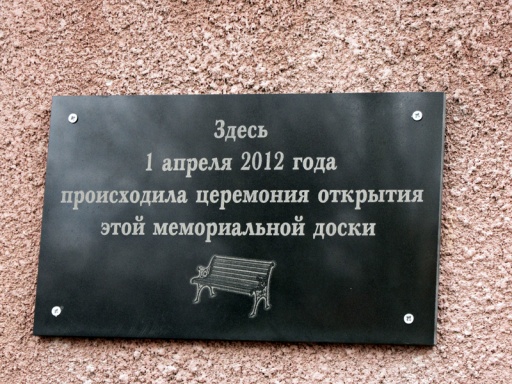 Здесь
1 апреля 2012 года
происходила церемония открытия
этой мемориальной доски